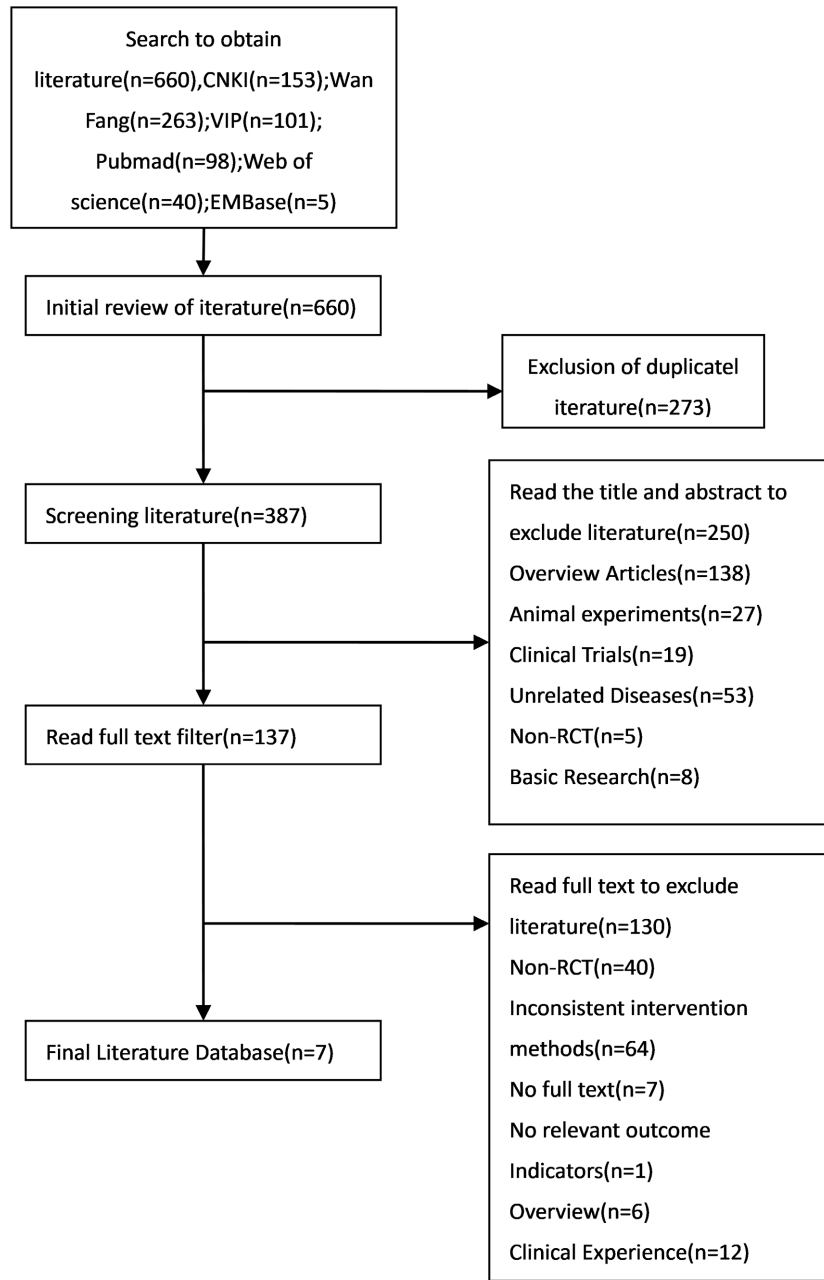 Search to obtain
literature(n=660),CNKI(n=153);Wan
Fang(n=263);VIP(n=101);
Pubmad(n=98);Web of
science(n=40);EMBase(n=5)
Initial review of iterature(n=660)
Exclusion of duplicatel
iterature(n=273)
Screening literature(n=387)
Read the title and abstract to
exclude literature(n=250)
Overview Articles(n=138)
Animal experiments(n=27)
Clinical Trials(n=19)
Unrelated Diseases(n=53)
Non-RCT(n=5)
Basic Research(n=8)
Read full text filter(n=137)
Read full text to exclude
literature(n=130)
Non-RCT(n=40)
Inconsistent intervention
methods(n=64)
No full text(n=7)
No relevant outcome
Indicators(n=1)
Overview(n=6)
Clinical Experience(n=12)
Final Literature Database(n=7)